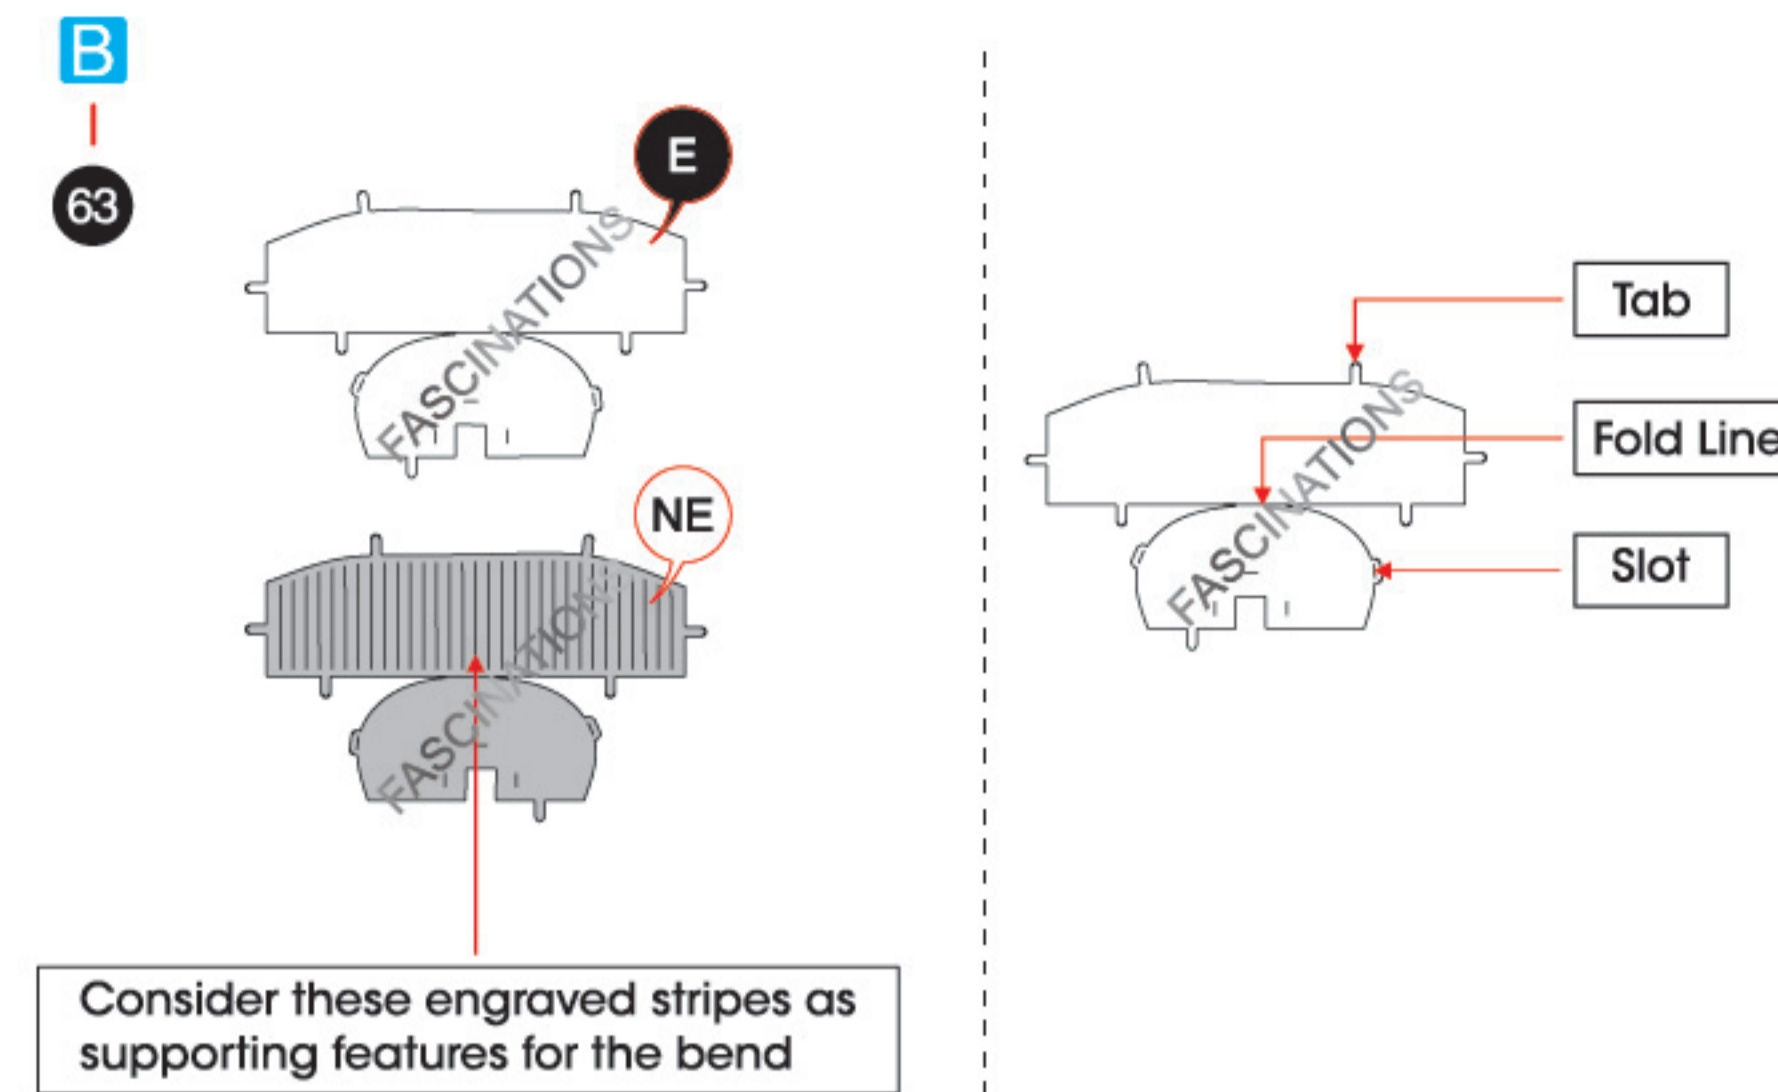 B
63
E
FASCINATIONS
NE
FASCINATIONS
Consider these engraved stripes as
supporting features for the bend
Tab
Fold Line
Slot
FASCINATIONS